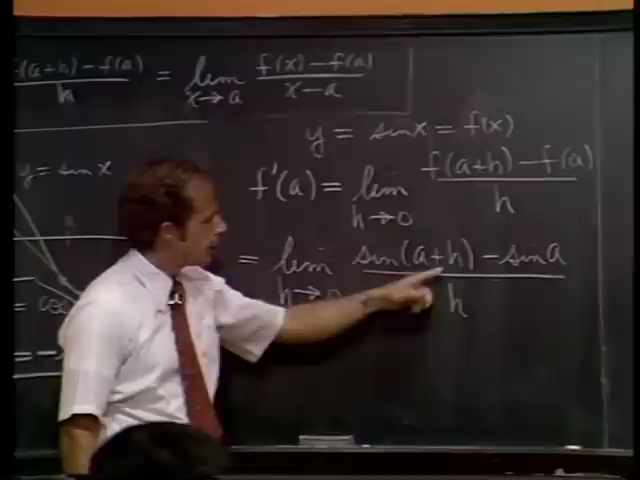 f(a+h) - f(a) / h = lim x→a f(x) - f(a) / x - a
y = sin x
y = sin x = f(x)
f'(a) = lim h→0 f(a+h) - f(a) / h
= lim h→0 sin(a+h) - sin a / h